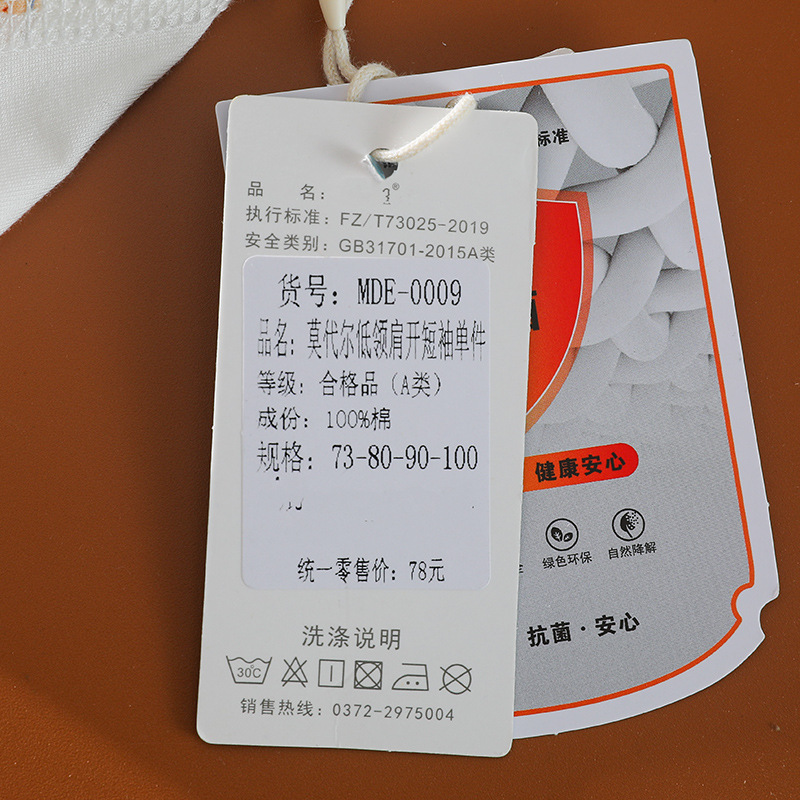 品 名：
执行标准：FZ/T73025-2019
安全类别：GB31701-2015A类
货号：MDE-0009
品名：莫代尔低领肩开短袖单件
等级：合格品（A类）
成份：100%棉
规格：73-80-90-100
统一零售价：78元
洗涤说明
30C
销售热线：0372-2975004
标准
健康安心
绿色环保
自然降解
抗菌·安心